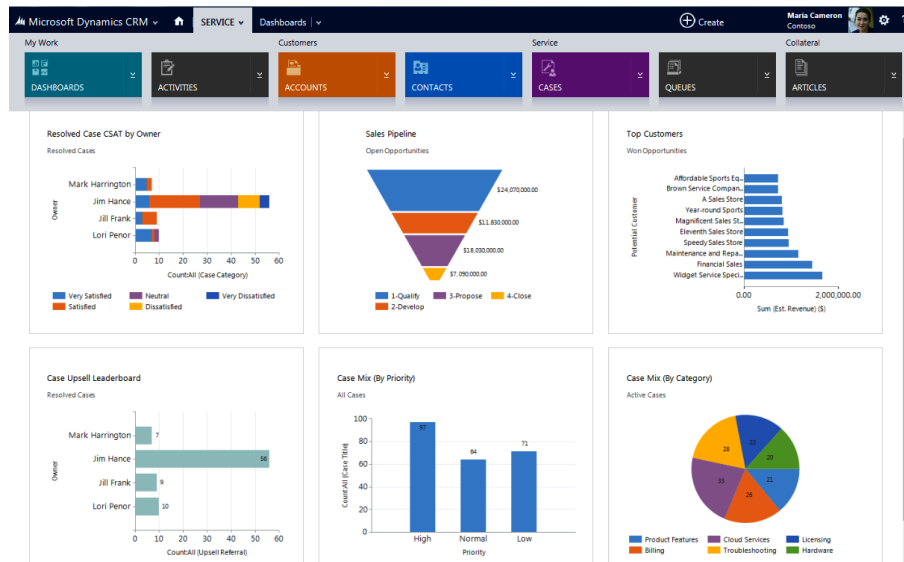 Microsoft Dynamics CRM SERVICE Dashboards Create Maria Cameron
Contoso
My Work Customers Service Collateral
DASHBOARDS ACTIVITIES ACCOUNTS CONTACTS CASES QUEUES ARTICLES
Resolved Case CSAT by Owner
Resolved Cases
Owner
Mark Harrington
Jim Hance
Jill Frank
Lori Penor
0 10 20 30 40 50 60
Count:All (Case Category)
Very Satisfied Neutral Very Dissatisfied
Satisfied Dissatisfied
Sales Pipeline
Open Opportunities
$24,070,000.00
$11,830,000.00
$18,030,000.00
$7,090,000.00
1-Qualify 3-Propose 4-Close
2-Develop
Top Customers
Won Opportunities
Potential Customer
Affordable Sports Eq...
Brown Service Compan...
A Sales Store
Year-round Sports
Magnificent Sales St...
Eleventh Sales Store
Speedy Sales Store
Maintenance and Repa...
Financial Sales
Widget Service Speci...
0.00 2,000,000.00
Sum (Est. Revenue) ($)
Case Upsell Leaderboard
Resolved Cases
Owner
Mark Harrington 7
Jim Hance 56
Jill Frank 9
Lori Penor 10
0 10 20 30 40 50 60
Count:All (Upsell Referral)
Case Mix (By Priority)
All Cases
Count:All (Case Title)
100
80
60
40
20
0
97 64 71
High Normal Low
Priority
Case Mix (By Category)
Active Cases
28 22
20
33 21
26
Product Features Cloud Services Licensing
Billing Troubleshooting Hardware